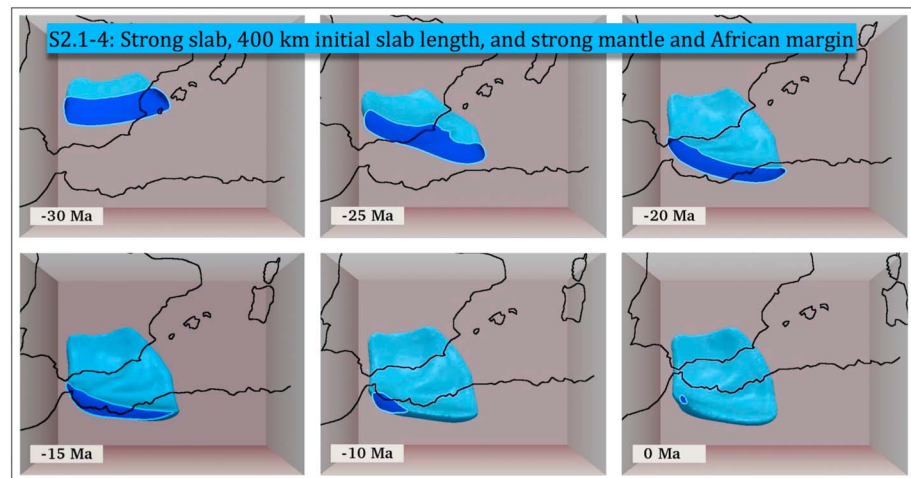 S2.1-4: Strong slab, 400 km initial slab length, and strong mantle and African margin
-30 Ma
-25 Ma
-20 Ma
-15 Ma
-10 Ma
0 Ma